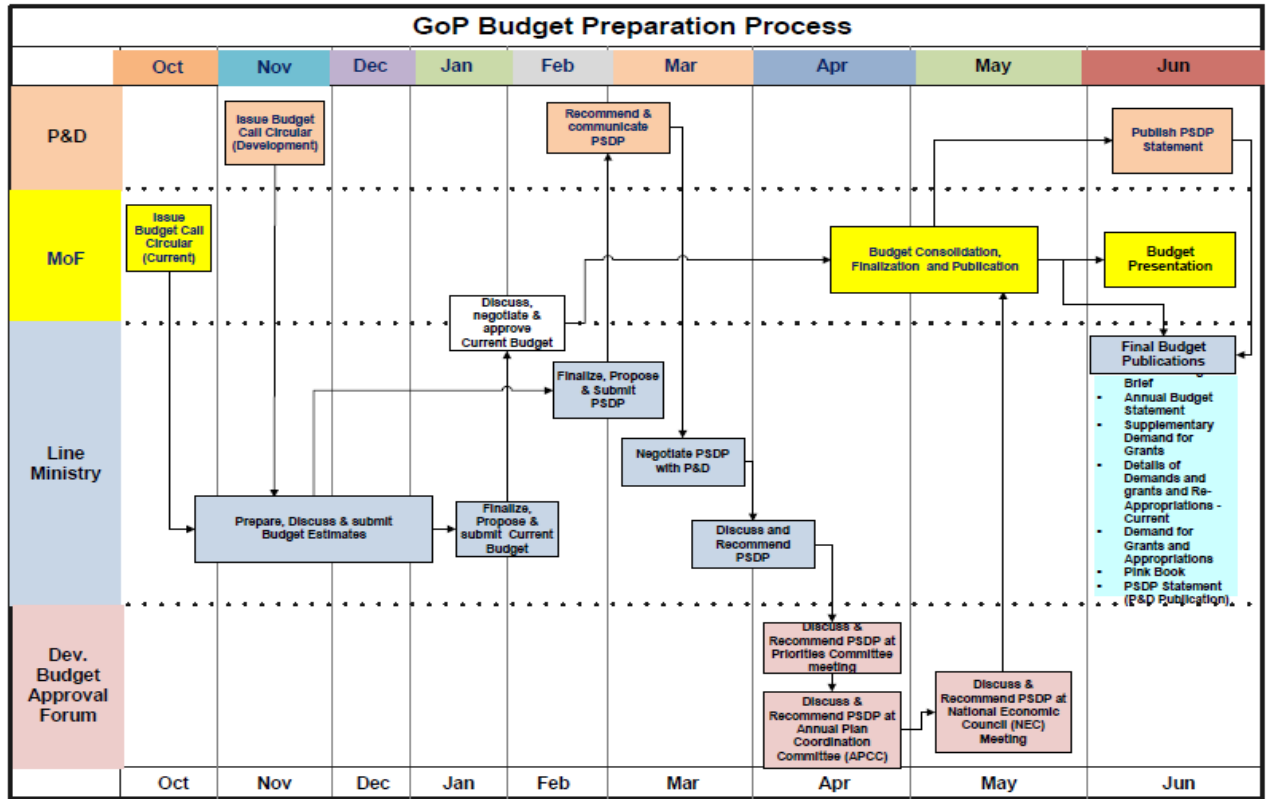 GoP Budget Preparation Process
Oct Nov Dec Jan Feb Mar Apr May Jun
P&D
Issue Budget
Call Circular
(Development)
Recommend &
communicate
PSDP
Publish PSDP
Statement
MoF
Issue
Budget Call
Circular
(Current)
Budget Consolidation,
Finalization and Publication
Budget
Presentation
Discuss,
negotiate &
approve
Current Budget
Line
Ministry
Finalize, Propose
& Submit
PSDP
Final Budget
Publications
Negotiate PSDP
with P&D
Prepare, Discuss & submit
Budget Estimates
Finalize,
Propose &
submit Current
Budget
Discuss and
Recommend
PSDP
Brief
- Annual Budget
Statement
- Supplementary
Demand for
Grants
- Details of
Demands and
grants and Re-
Appropriations -
Current
- Demand for
Grants and
Appropriations
- Pink Book
- PSDP Statement
(P&D Publication)
Dev.
Budget
Approval
Forum
Discuss &
Recommend PSDP at
Priorities Committee
meeting
Discuss &
Recommend PSDP at
Annual Plan
Coordination
Committee (APCC)
Discuss &
Recommend PSDP at
National Economic
Council (NEC)
Meeting
Oct Nov Dec Jan Feb Mar Apr May Jun